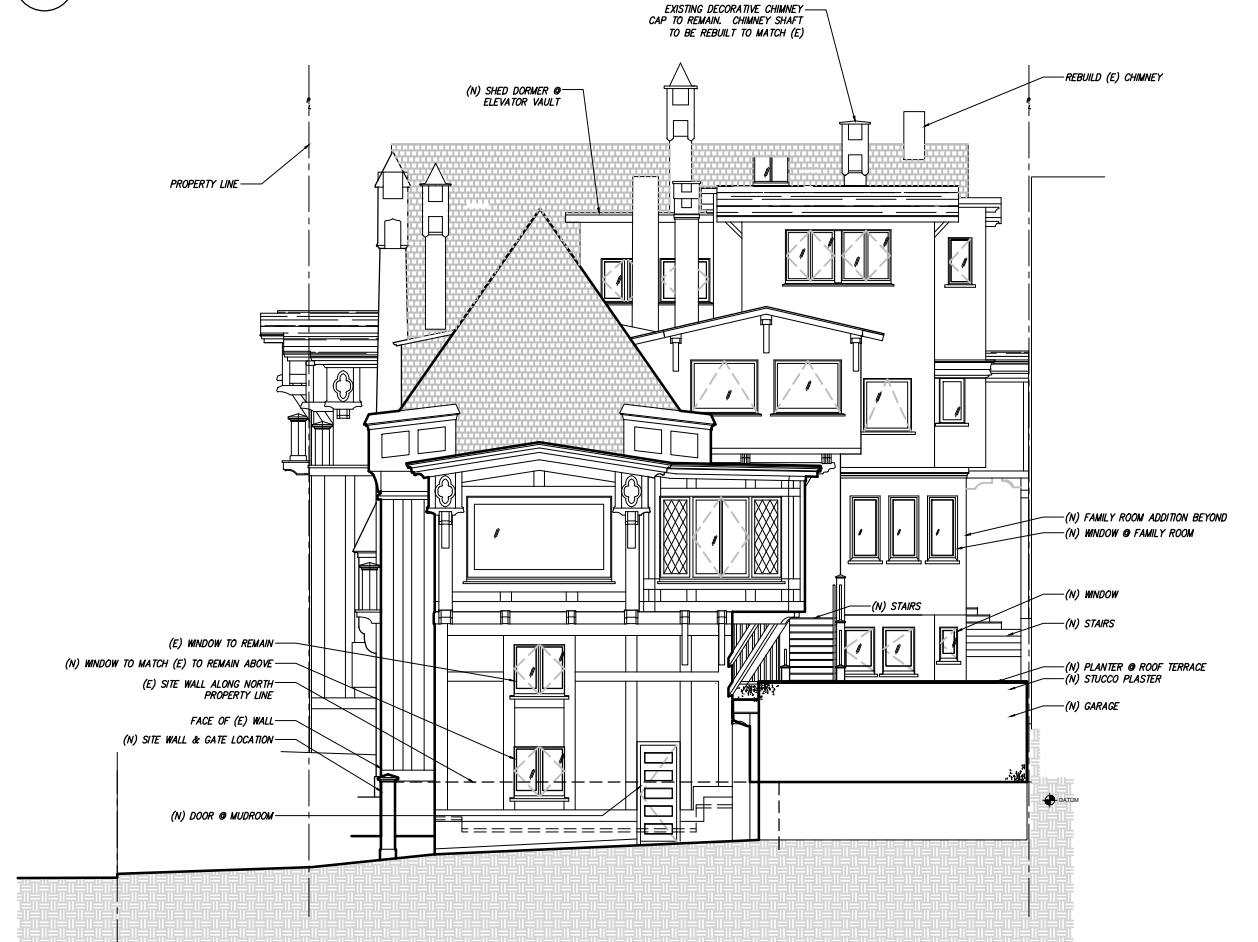 EXISTING DECORATIVE CHIMNEY
CAP TO REMAIN. CHIMNEY SHAFT
TO BE REBUILT TO MATCH (E)
REBUILD (E) CHIMNEY
(N) SHED DORMER @
ELEVATOR VAULT
PROPERTY LINE
(N) FAMILY ROOM ADDITION BEYOND
(N) WINDOW @ FAMILY ROOM
(N) WINDOW
(N) STAIRS
(N) STAIRS
(E) WINDOW TO REMAIN
(N) WINDOW TO MATCH (E) TO REMAIN ABOVE
(E) SITE WALL ALONG NORTH
PROPERTY LINE
(N) PLANTER @ ROOF TERRACE
(N) STUCCO PLASTER
(N) GARAGE
FACE OF (E) WALL
(N) SITE WALL & GATE LOCATION
(N) DOOR @ MUDROOM
DATUM